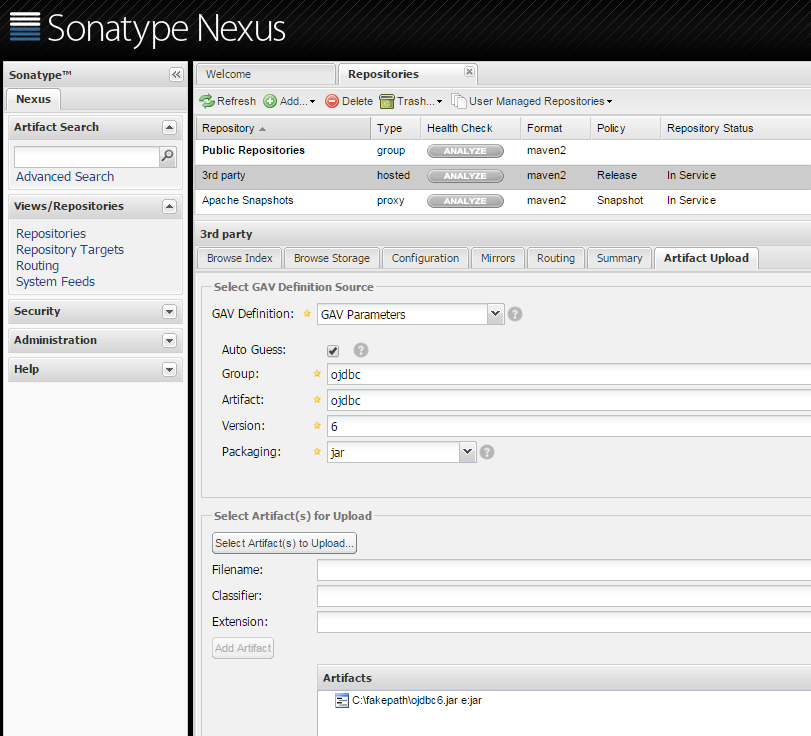 Sonatype Nexus
Sonatype™
Nexus
Artifact Search
Advanced Search
Views/Repositories
Repositories
Repository Targets
Routing
System Feeds
Security
Administration
Help
Welcome Repositories
Refresh Add... Delete Trash... User Managed Repositories
Repository Type Health Check Format Policy Repository Status
Public Repositories group ANALYZE maven2
3rd party hosted ANALYZE maven2 Release In Service
Apache Snapshots proxy ANALYZE maven2 Snapshot In Service
3rd party
Browse Index Browse Storage Configuration Mirrors Routing Summary Artifact Upload
Select GAV Definition Source
GAV Definition: GAV Parameters ?
Auto Guess: ?
Group: ojdbc
Artifact: ojdbc
Version: 6
Packaging: jar ?
Select Artifact(s) for Upload
Select Artifact(s) to Upload...
Filename:
Classifier:
Extension:
Add Artifact
Artifacts
C:\fakepath\ojdbc6.jar e:jar